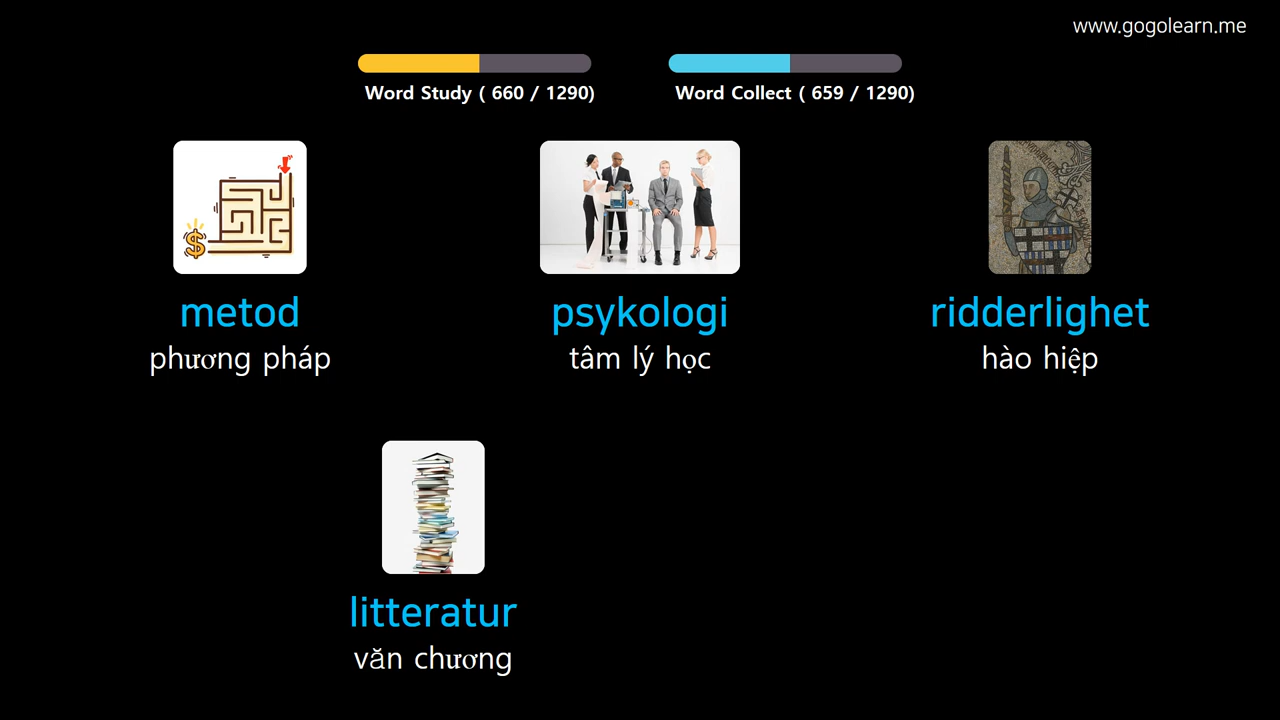 www.gogolearn.me
Word Study ( 660 / 1290)
Word Collect ( 659 / 1290)
metod
phương pháp
psykologi
tâm lý học
ridderlighet
hào hiệp
litteratur
văn chương